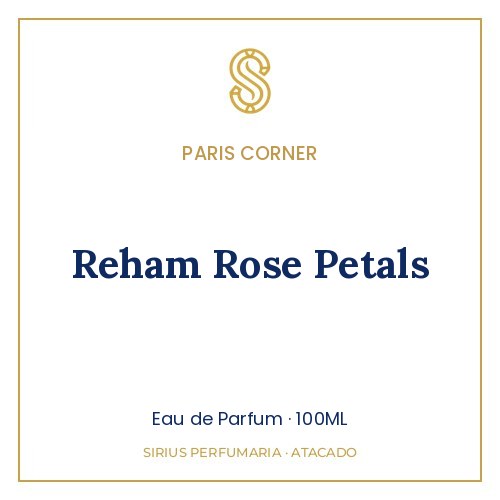 PARIS CORNER
Reham Rose Petals
Eau de Parfum · 100ML
SIRIUS PERFUMARIA · ATACADO